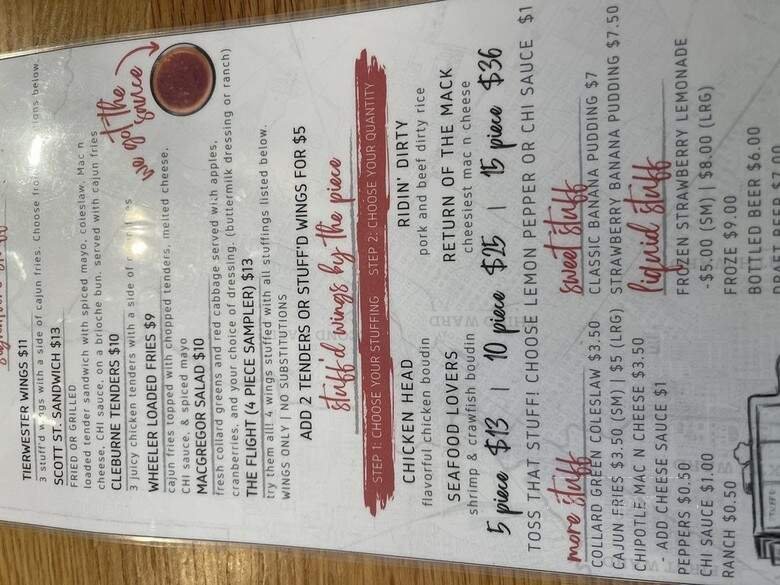 TIERWESTER WINGS $11
3 stuff'd wings with a side of cajun fries. Choose from below.
SCOTT ST. SANDWICH $13
FRIED OR GRILLED
loaded tender sandwich with spiced mayo, coleslaw, Mac n
cheese, CHI sauce, on a brioche bun, served with cajun fries
CLEBURNE TENDERS $10
3 juicy chicken tenders with a side of
WHEELER LOADED FRIES $9
cajun fries topped with chopped tenders, melted cheese,
CHI sauce, & spiced mayo
we got the sauce
MACGREGOR SALAD $10
fresh collard greens and red cabbage served with apples,
cranberries, and your choice of dressing. (buttermilk dressing or ranch)
THE FLIGHT (4 PIECE SAMPLER) $13
try them all! 4 wings stuffed with all stuffings listed below.
WINGS ONLY | NO SUBSTITUTIONS
ADD 2 TENDERS OR STUFF'D WINGS FOR $5
stuff'd wings by the piece
STEP 1: CHOOSE YOUR STUFFING STEP 2: CHOOSE YOUR QUANTITY
CHICKEN HEAD
flavorful chicken boudin
RIDIN' DIRTY
pork and beef dirty rice
SEAFOOD LOVERS
shrimp & crawfish boudin
RETURN OF THE MACK
cheesiest mac n cheese
5 piece $13 | 10 piece $25 | 15 piece $36
TOSS THAT STUFF! CHOOSE LEMON PEPPER OR CHI SAUCE $1
more stuff
COLLARD GREEN COLESLAW $3.50
CAJUN FRIES $3.50 (SM) | $5 (LRG)
CHIPOTLE MAC N CHEESE $3.50
ADD CHEESE SAUCE $1
PEPPERS $0.50
CHI SAUCE $1.00
RANCH $0.50
sweet stuff
CLASSIC BANANA PUDDING $7
STRAWBERRY BANANA PUDDING $7.50
liquid stuff
FROZEN STRAWBERRY LEMONADE
-$5.00 (SM) $8.00 (LRG)
FROZE $9.00
BOTTLED BEER $6.00